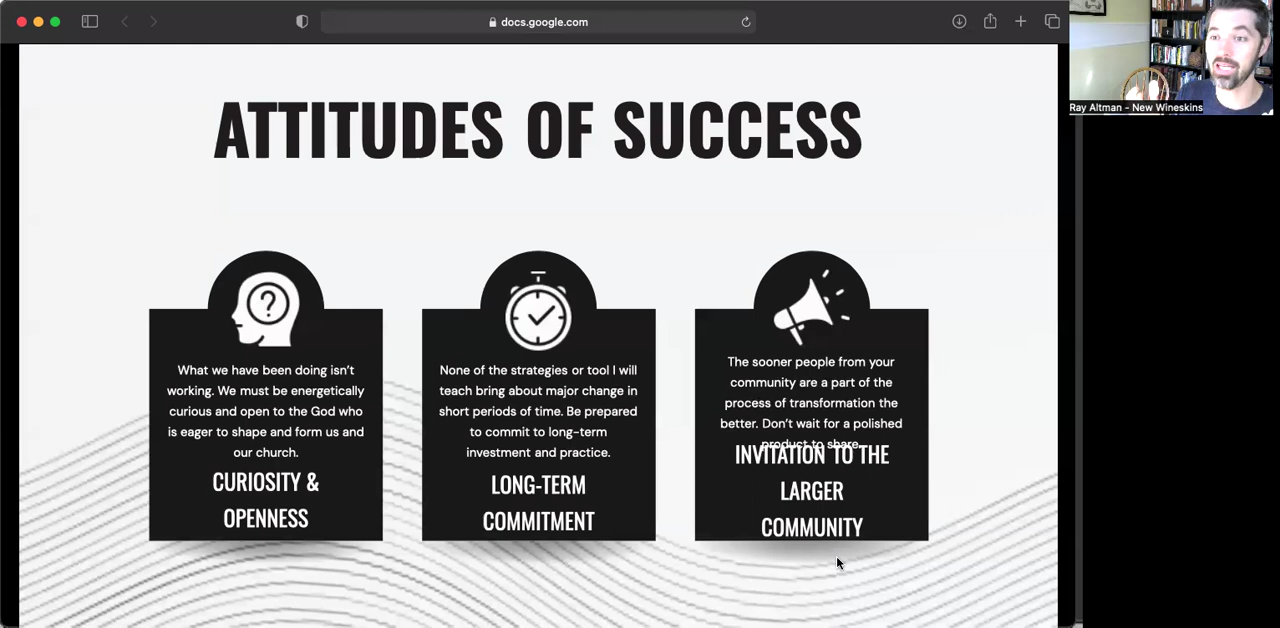 docs.google.com
Ray Altman - New Wineskins
ATTITUDES OF SUCCESS
What we have been doing isn't
working. We must be energetically
curious and open to the God who
is eager to shape and form us and
our church.
CURIOSITY &
OPENNESS
None of the strategies or tool I will
teach bring about major change in
short periods of time. Be prepared
to commit to long-term
investment and practice.
LONG-TERM
COMMITMENT
The sooner people from your
community are a part of the
process of transformation the
better. Don't wait for a polished
product to share.
INVITATION TO THE
LARGER
COMMUNITY